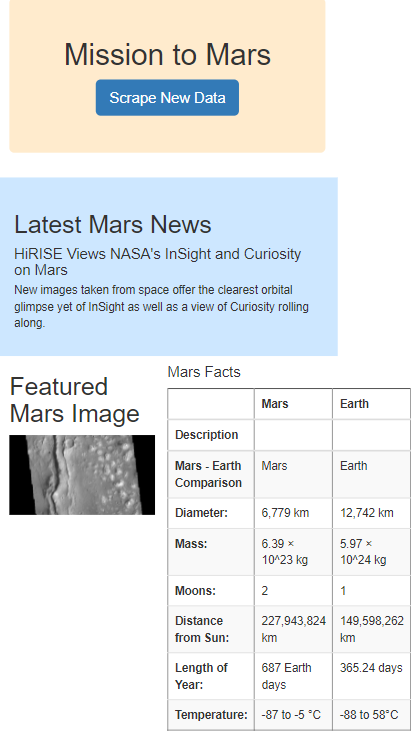 Mission to Mars
Scrape New Data
Latest Mars News
HiRISE Views NASA's InSight and Curiosity
on Mars
New images taken from space offer the clearest orbital
glimpse yet of InSight as well as a view of Curiosity rolling
along.
Featured
Mars Image
Mars Facts
Mars Earth
Description
Mars - Earth
Comparison Mars Earth
Diameter: 6,779 km 12,742 km
Mass: 6.39 ×
10^23 kg 5.97 ×
10^24 kg
Moons: 2 1
Distance
from Sun: 227,943,824
km 149,598,262
km
Length of
Year: 687 Earth
days 365.24 days
Temperature: -87 to -5 °C -88 to 58°C